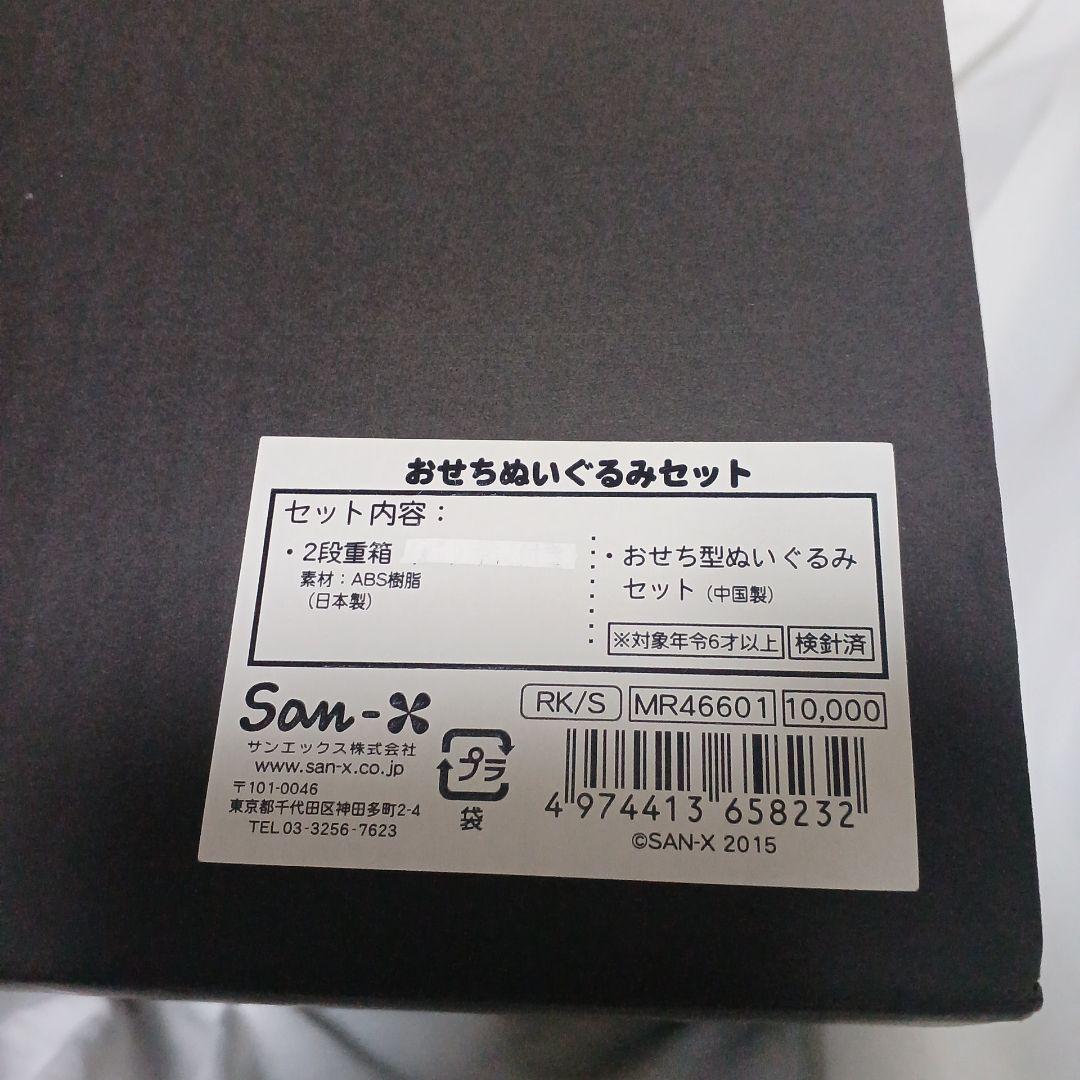 おせちぬいぐるみセット
セット内容：
・2段重箱
素材：ABS樹脂
（日本製）
・おせち型ぬいぐるみ
セット（中国製）
※対象年令6才以上
検針済
San-X
サンエックス株式会社
www.san-x.co.jp
〒101-0046
東京都千代田区神田多町2-4
TEL 03-3256-7623
プラ
袋
RK/S
MR46601
10,000
4 974413 658232
©SAN-X 2015